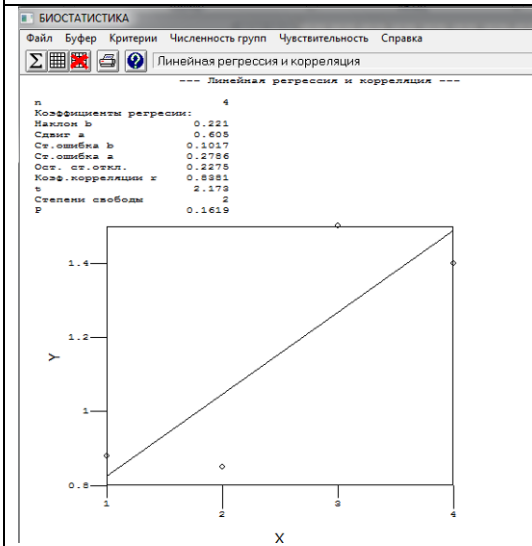 БИОСТАТИСТИКА
Файл Буфер Критерии Численность групп Чувствительность Справка
Линейная регрессия и корреляция
--- Линейная регрессия и корреляция ---
n 4
Коэффициенты регресии:
Наклон b 0.221
Сдвиг a 0.605
Ст.ошибка b 0.1017
Ст.ошибка a 0.2786
Ост. ст.откл. 0.2275
Коэф.корреляции r 0.8381
t 2.173
Степени свободы 2
P 0.1619
1.4
1.2
Y
1
0.8
1
2
3
4
X